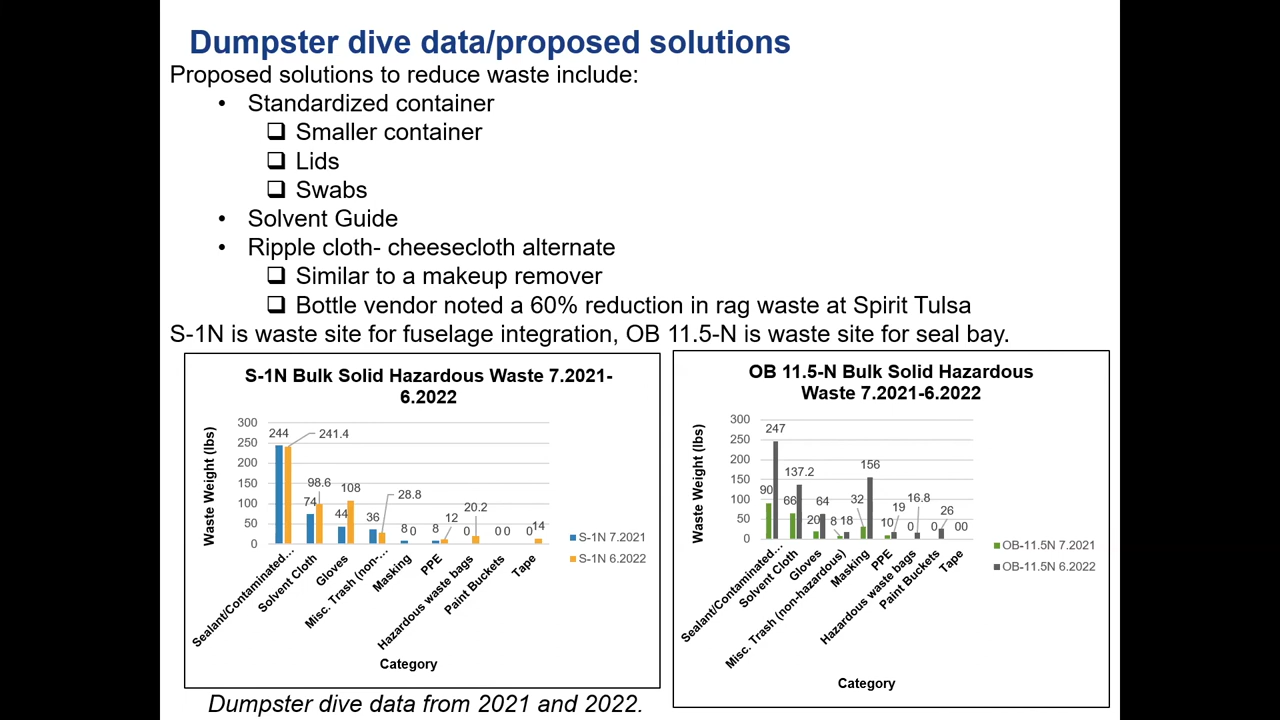 Dumpster dive data/proposed solutions
Proposed solutions to reduce waste include:
• Standardized container
❑ Smaller container
❑ Lids
❑ Swabs
• Solvent Guide
• Ripple cloth- cheesecloth alternate
❑ Similar to a makeup remover
❑ Bottle vendor noted a 60% reduction in rag waste at Spirit Tulsa
S-1N is waste site for fuselage integration, OB 11.5-N is waste site for seal bay.
S-1N Bulk Solid Hazardous Waste 7.2021-
6.2022
Waste Weight (lbs)
300
250
200
150
100
50
0
244
241.4
74
98.6
44
108
36
28.8
8
0
8
12
0
20.2
0
0
0
14
Sealant/Contaminated...
Solvent Cloth
Gloves
Misc. Trash (non-...
Masking
PPE
Hazardous waste bags
Paint Buckets
Tape
Category
S-1N 7.2021
S-1N 6.2022
OB 11.5-N Bulk Solid Hazardous
Waste 7.2021-6.2022
Waste Weight (lbs)
300
250
200
150
100
50
0
90
247
66
137.2
20
64
8
18
32
156
10
19
0
16.8
0
26
0
0
Sealant/Contaminated...
Solvent Cloth
Gloves
Misc. Trash (non-hazardous)
Masking
PPE
Hazardous waste bags
Paint Buckets
Tape
Category
OB-11.5N 7.2021
OB-11.5N 6.2022
Dumpster dive data from 2021 and 2022.